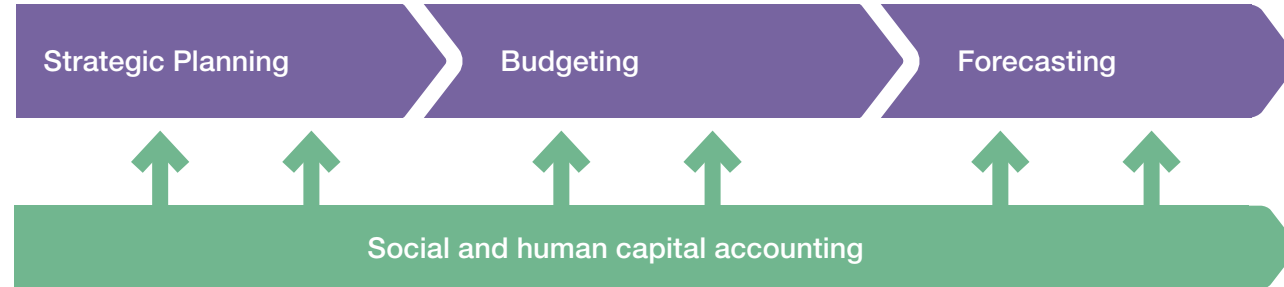 Strategic Planning
Budgeting
Forecasting
Social and human capital accounting